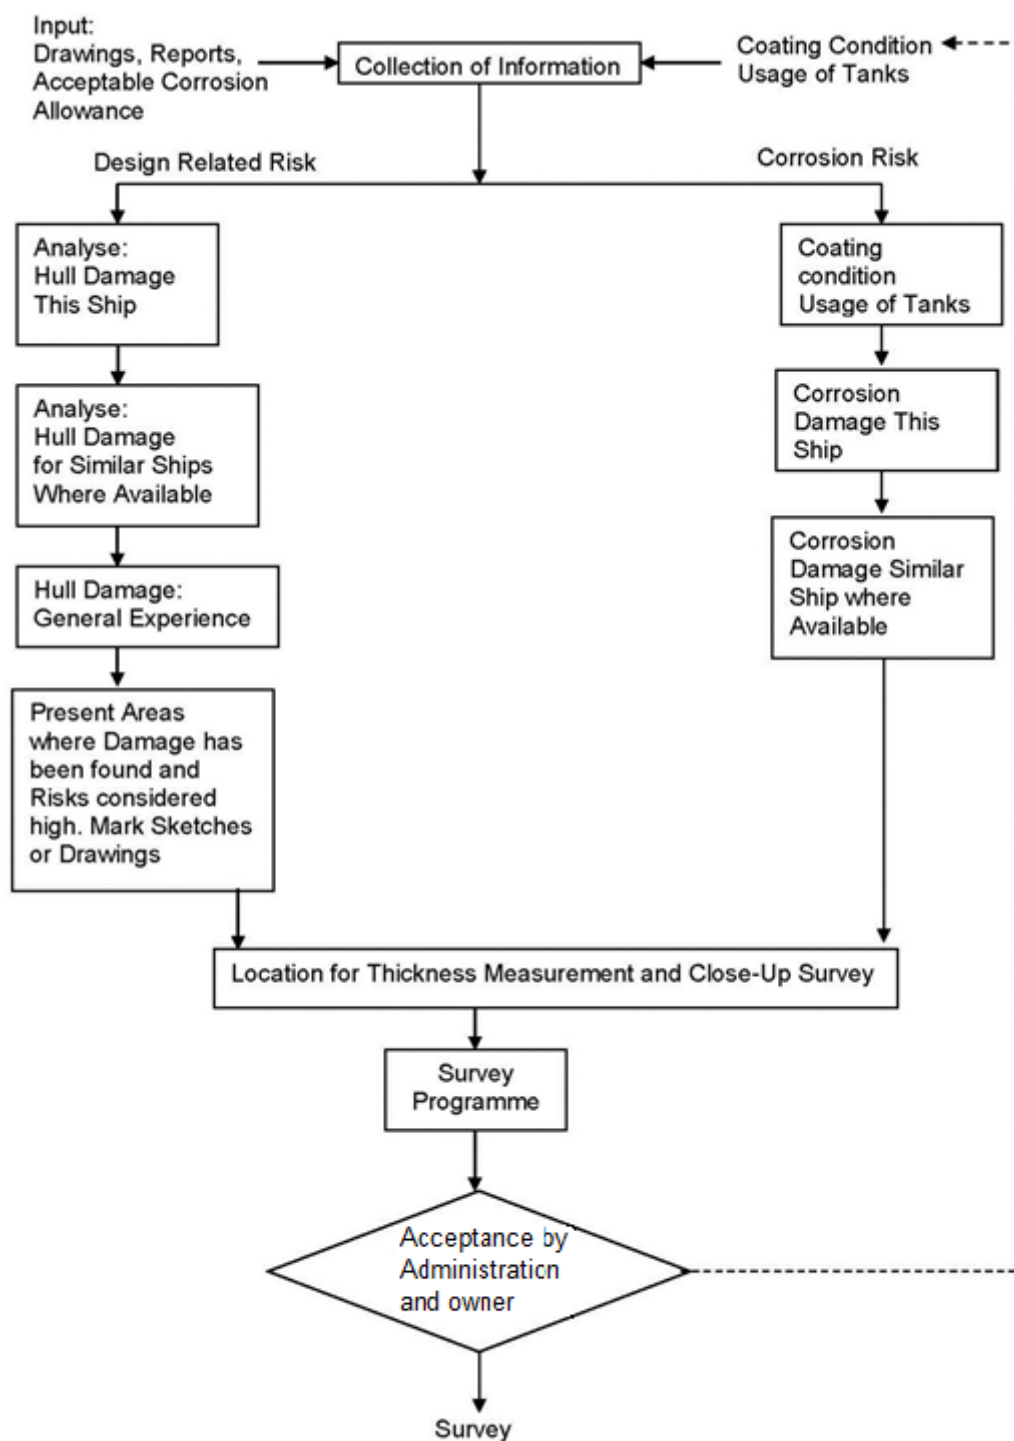 Input:
Drawings, Reports,
Acceptable Corrosion
Allowance
Collection of Information
Coating Condition
Usage of Tanks
Design Related Risk
Corrosion Risk
Analyse:
Hull Damage
This Ship
Analyse:
Hull Damage
for Similar Ships
Where Available
Hull Damage:
General Experience
Present Areas
where Damage has
been found and
Risks considered
high. Mark Sketches
or Drawings
Coating
condition
Usage of Tanks
Corrosion
Damage This
Ship
Corrosion
Damage Similar
Ship where
Available
Location for Thickness Measurement and Close-Up Survey
Survey
Programme
Acceptance by
Administration
and owner
Survey